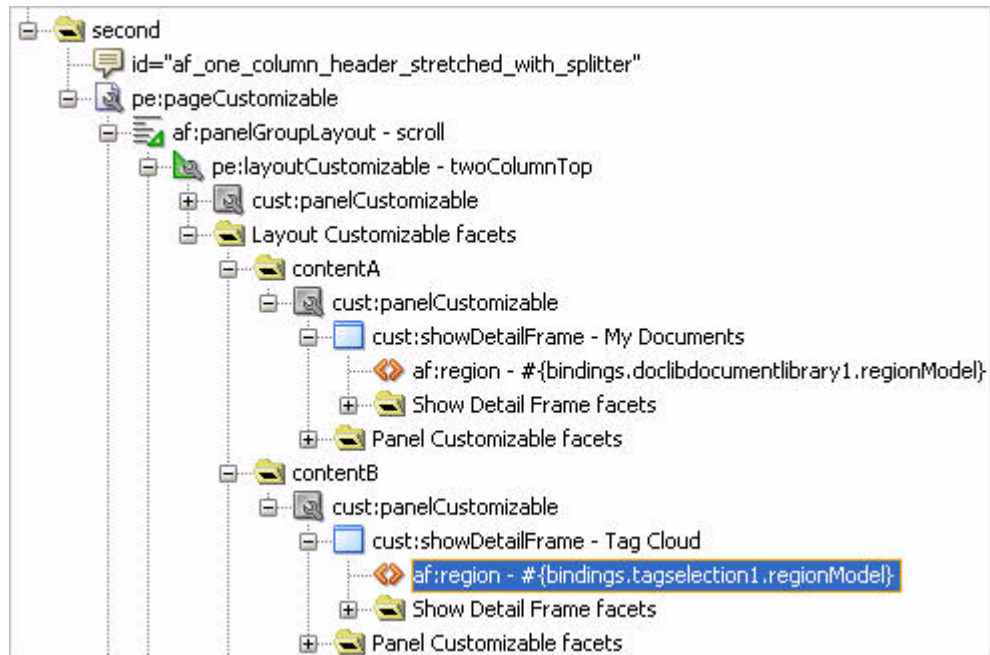 second
id="af_one_column_header_stretched_with_splitter"
pe:pageCustomizable
af:panelGroupLayout - scroll
pe:layoutCustomizable - twoColumnTop
cust:panelCustomizable
Layout Customizable facets
contentA
cust:panelCustomizable
cust:showDetailFrame - My Documents
af:region - #{bindings.doclibdocumentlibrary1.regionModel}
Show Detail Frame facets
Panel Customizable facets
contentB
cust:panelCustomizable
cust:showDetailFrame - Tag Cloud
af:region - #{bindings.tagselection1.regionModel}
Show Detail Frame facets
Panel Customizable facets